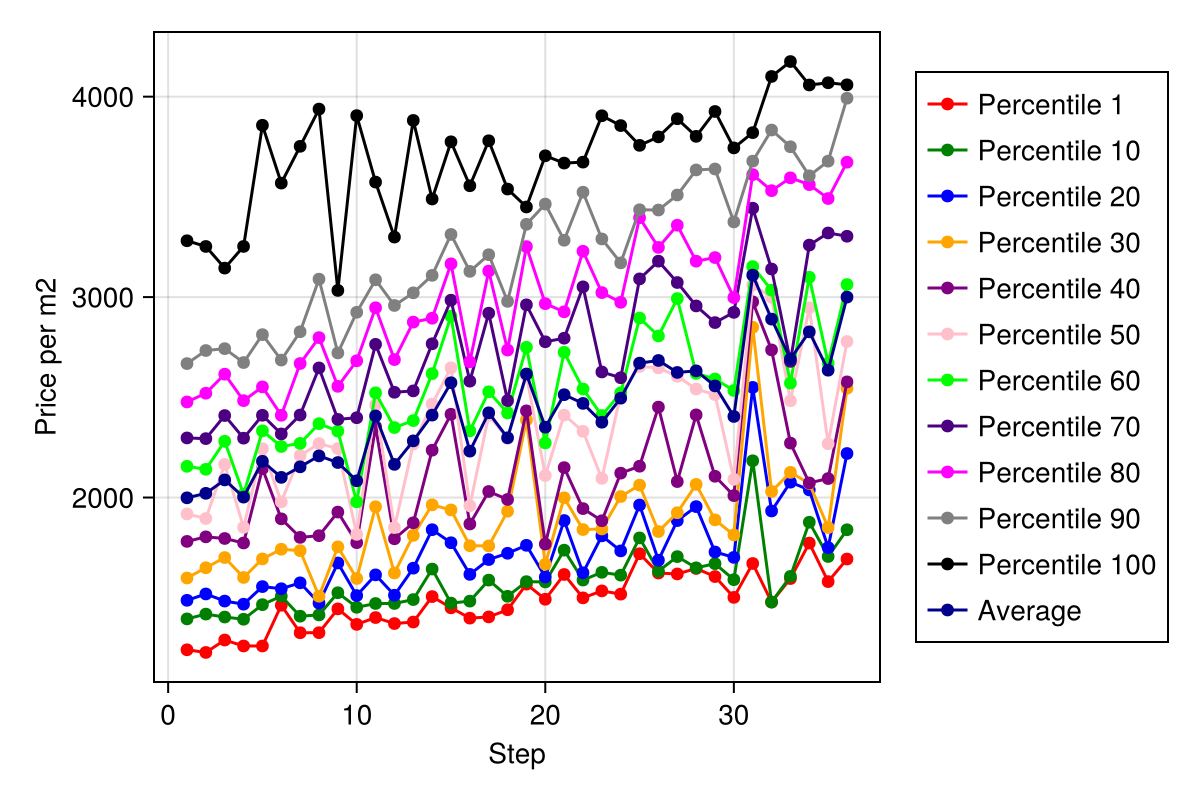 4000
3000
2000
Price per m2
0 10 20 30
Step
Percentile 1
Percentile 10
Percentile 20
Percentile 30
Percentile 40
Percentile 50
Percentile 60
Percentile 70
Percentile 80
Percentile 90
Percentile 100
Average